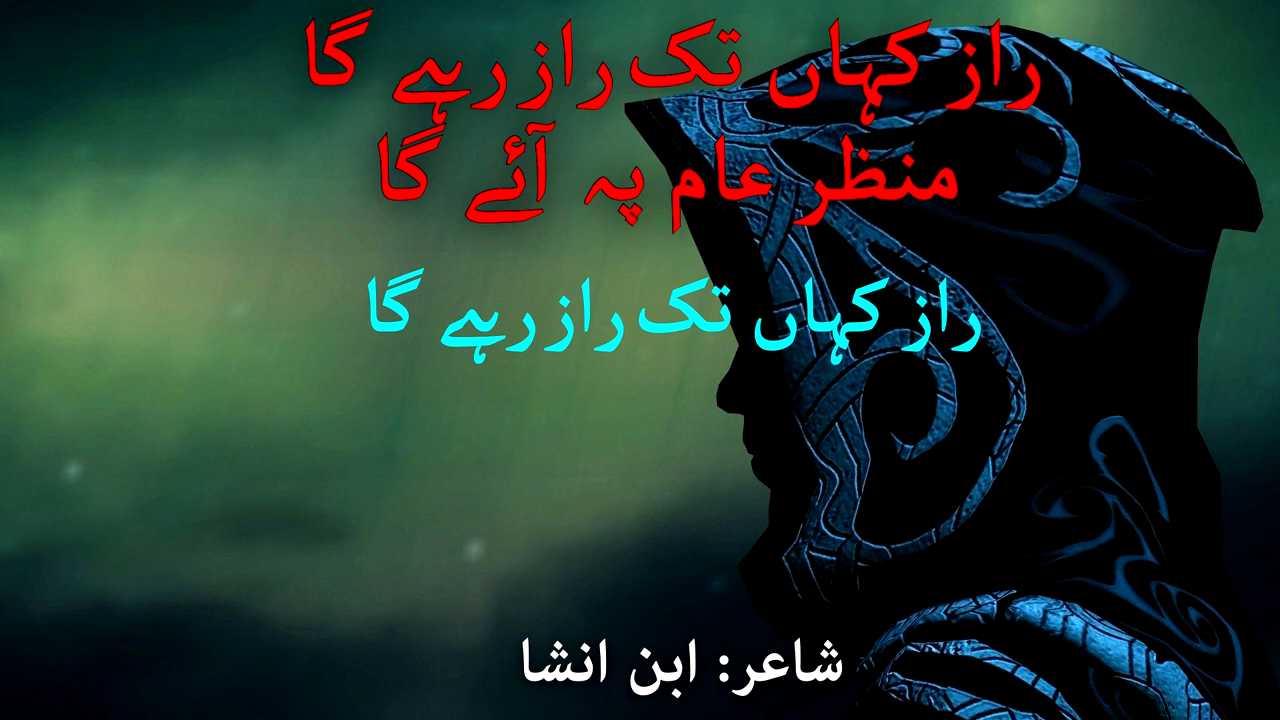 راز کہاں تک راز رہے گا
منظر عام پہ آئے گا
راز کہاں تک راز رہے گا
شاعر: ابن انشا